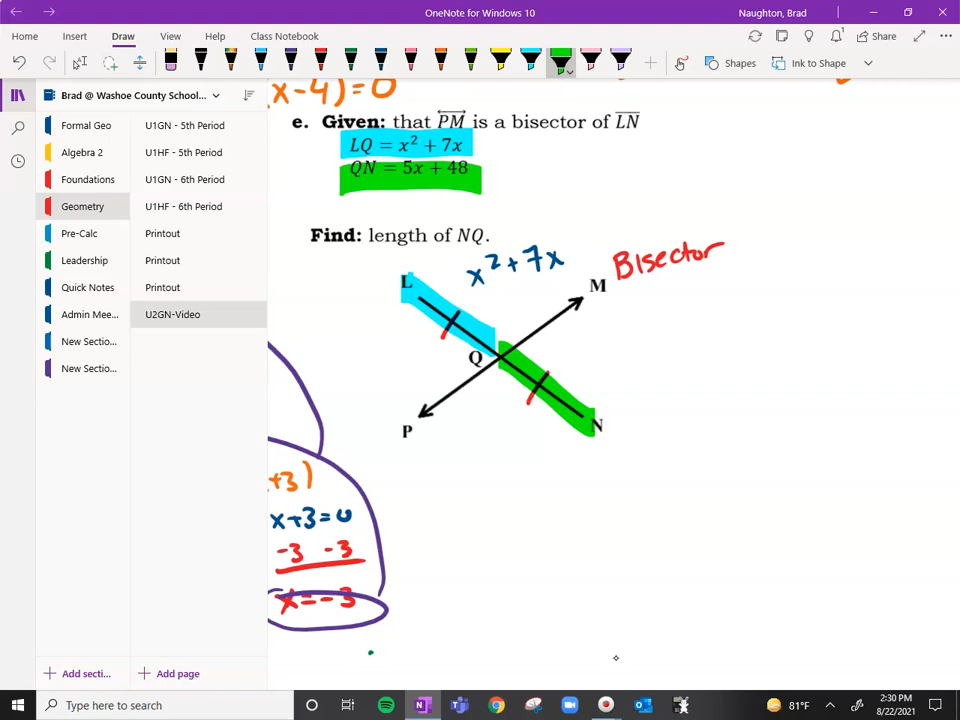 OneNote for Windows 10
Naughton, Brad
Home Insert Draw View Help Class Notebook
Share
Shapes
Ink to Shape
Brad @ Washoe County School...
Formal Geo
Algebra 2
Foundations
Geometry
Pre-Calc
Leadership
Quick Notes
Admin Mee...
New Sectio...
New Sectio...
Add secti...
U1GN - 5th Period
U1HF - 5th Period
U1GN - 6th Period
U1HF - 6th Period
Printout
Printout
Printout
U2GN-Video
Add page
x-4)=0
e. Given: that PM is a bisector of LN
LQ = x² + 7x
QN = 5x + 48
Find: length of NQ.
x²+7x
Bisector
L
M
Q
P
N
+3)
x+3=0
-3 -3
x=-3
Type here to search
81°F
2:30 PM
8/22/2021